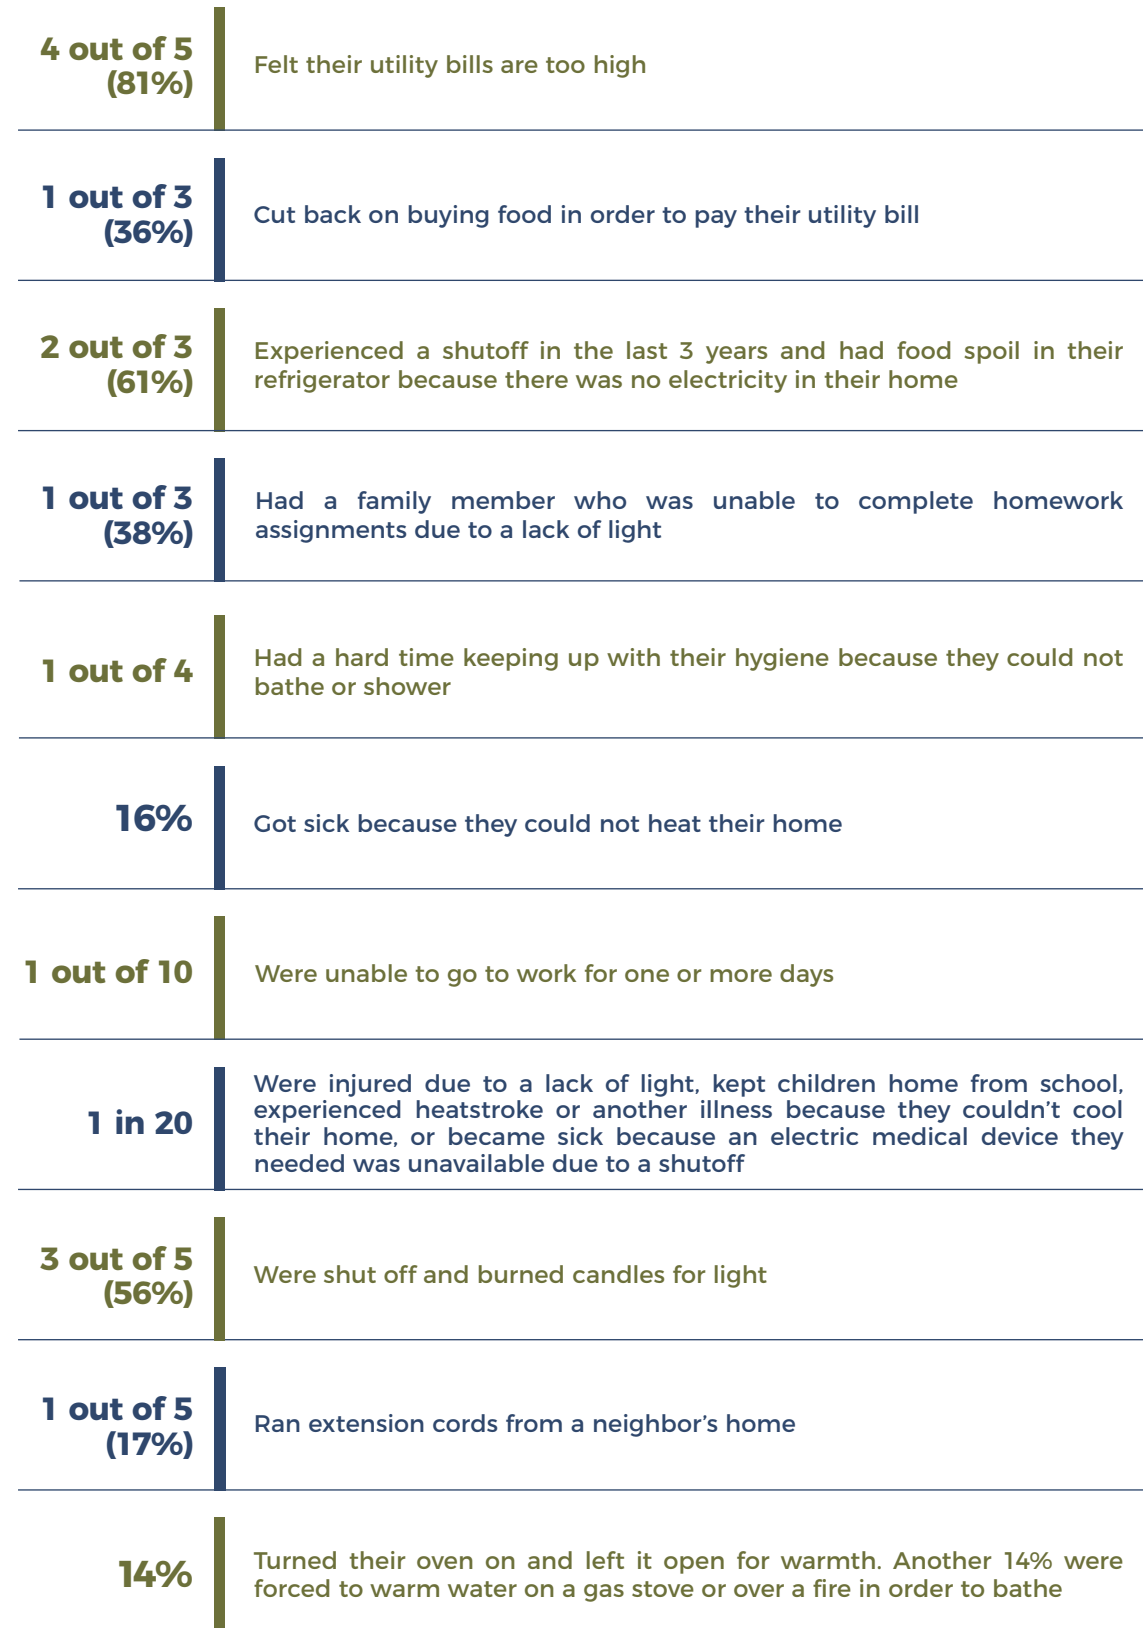 4 out of 5
(81%)
Felt their utility bills are too high
1 out of 3
(36%)
Cut back on buying food in order to pay their utility bill
2 out of 3
(61%)
Experienced a shutoff in the last 3 years and had food spoil in their
refrigerator because there was no electricity in their home
1 out of 3
(38%)
Had a family member who was unable to complete homework
assignments due to a lack of light
1 out of 4
Had a hard time keeping up with their hygiene because they could not
bathe or shower
16%
Got sick because they could not heat their home
1 out of 10
Were unable to go to work for one or more days
1 in 20
Were injured due to a lack of light, kept children home from school,
experienced heatstroke or another illness because they couldn’t cool
their home, or became sick because an electric medical device they
needed was unavailable due to a shutoff
3 out of 5
(56%)
Were shut off and burned candles for light
1 out of 5
(17%)
Ran extension cords from a neighbor’s home
14%
Turned their oven on and left it open for warmth. Another 14% were
forced to warm water on a gas stove or over a fire in order to bathe